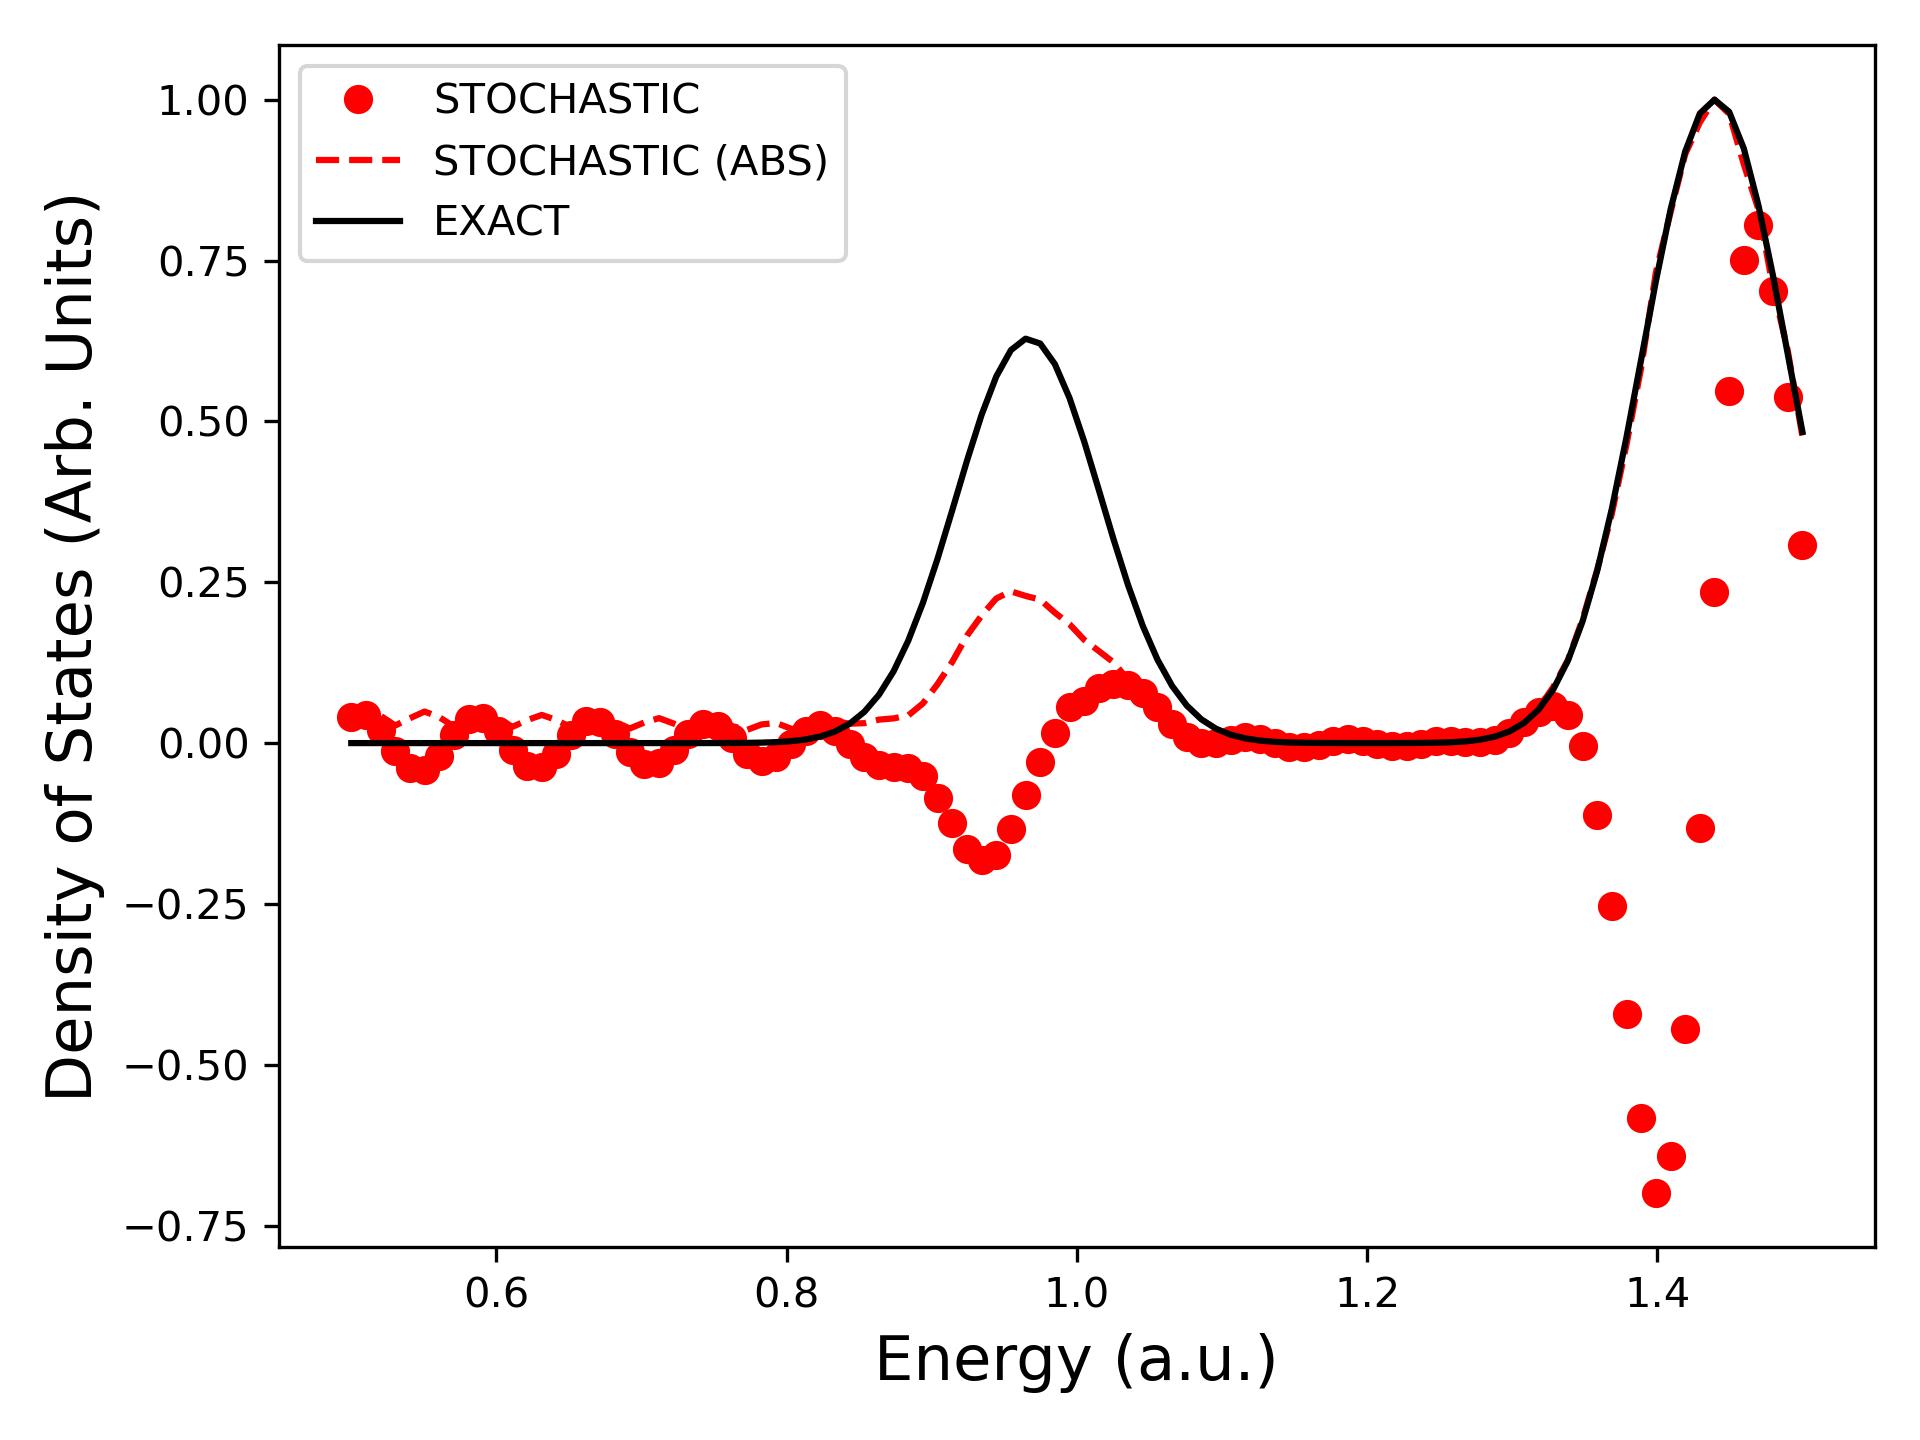 STOCHASTIC
STOCHASTIC (ABS)
EXACT
1.00
0.75
0.50
0.25
0.00
−0.25
−0.50
−0.75
Density of States (Arb. Units)
0.6 0.8 1.0 1.2 1.4
Energy (a.u.)